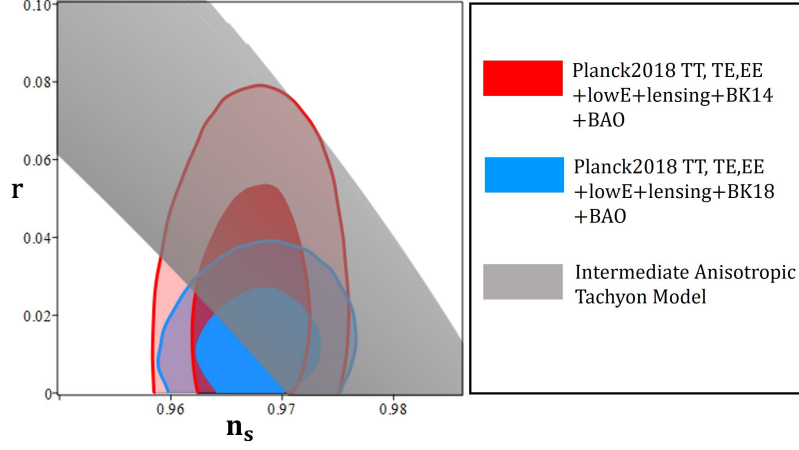 0.10
0.08
0.06
0.04
0.02
0
r
0.96 0.97 0.98
ns
Planck2018 TT, TE,EE
+lowE+lensing+BK14
+BAO
Planck2018 TT, TE,EE
+lowE+lensing+BK18
+BAO
Intermediate Anisotropic
Tachyon Model